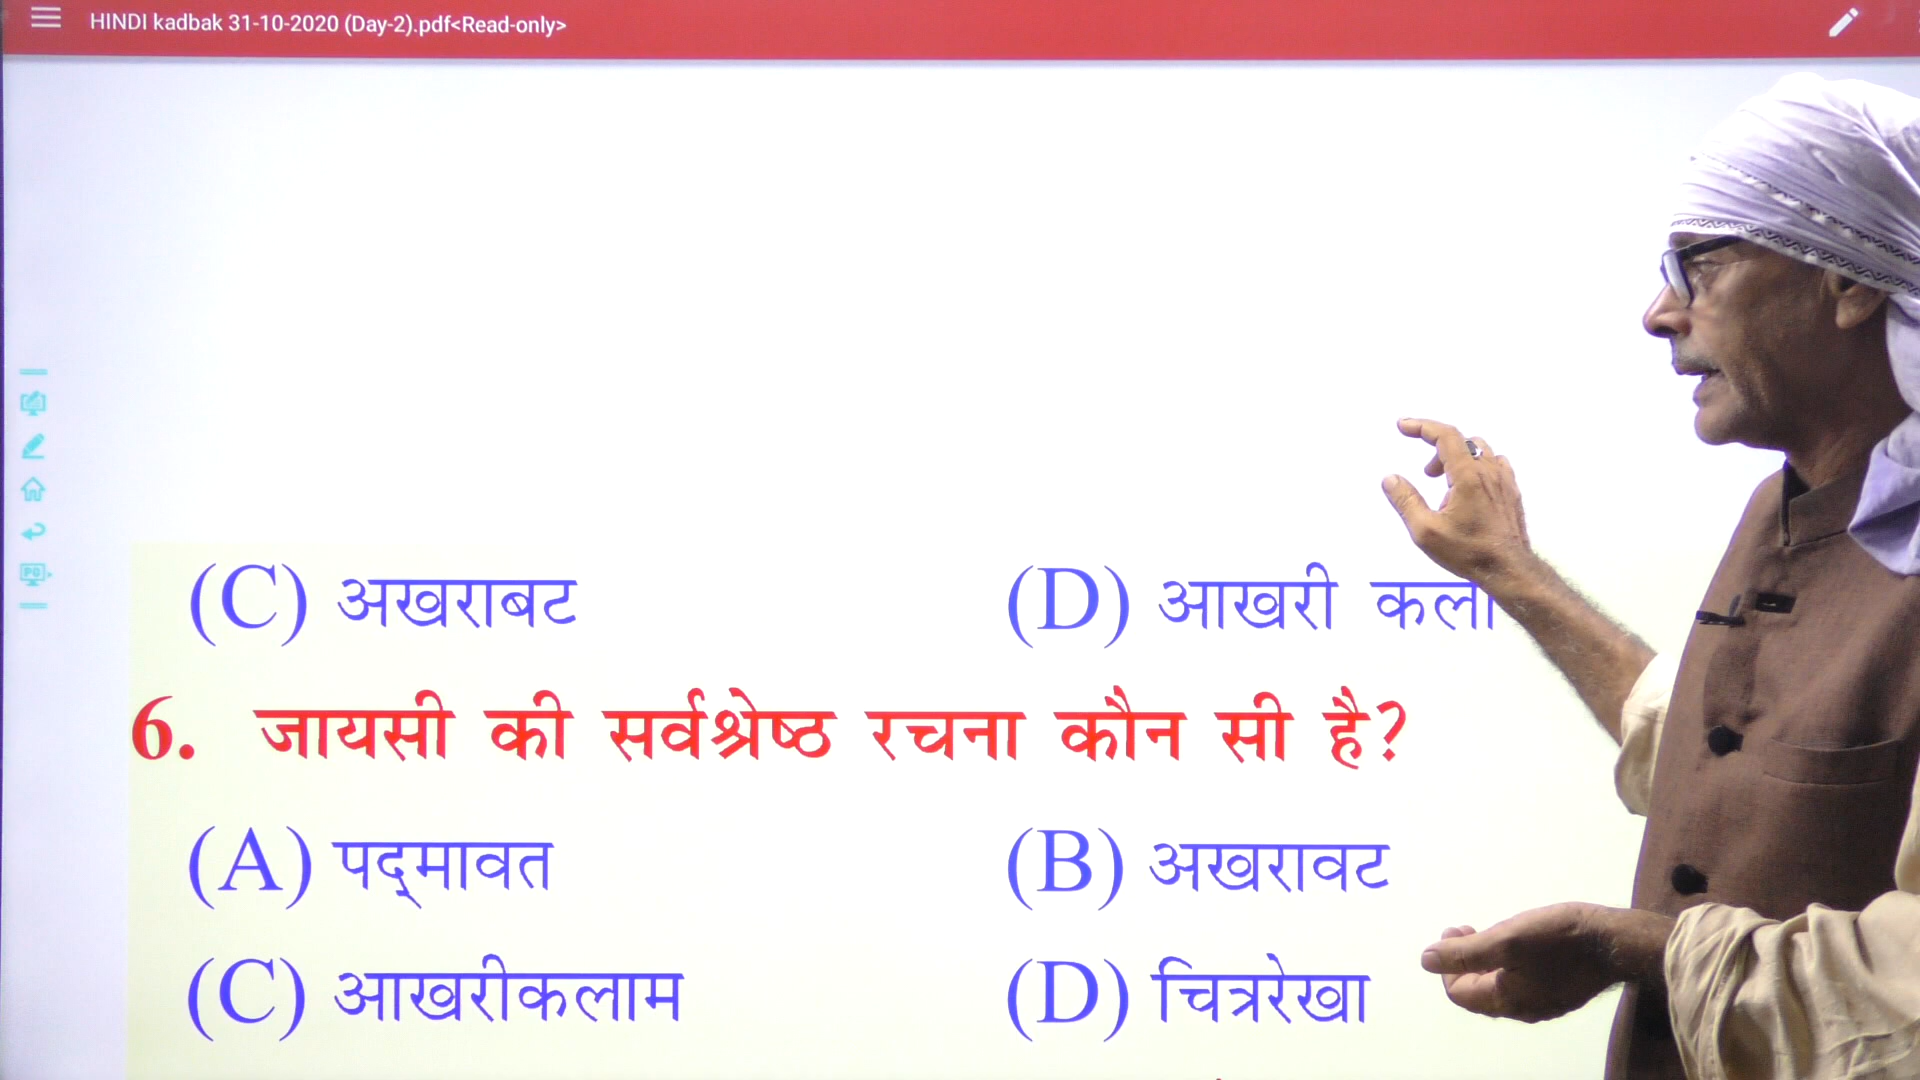 HINDI kadbak 31-10-2020 (Day-2).pdf<Read-only>
(C) अखराबट (D) आखरी कला
6. जायसी की सर्वश्रेष्ठ रचना कौन सी है?
(A) पद्मावत (B) अखरावट
(C) आखरीकलाम (D) चित्ररेखा